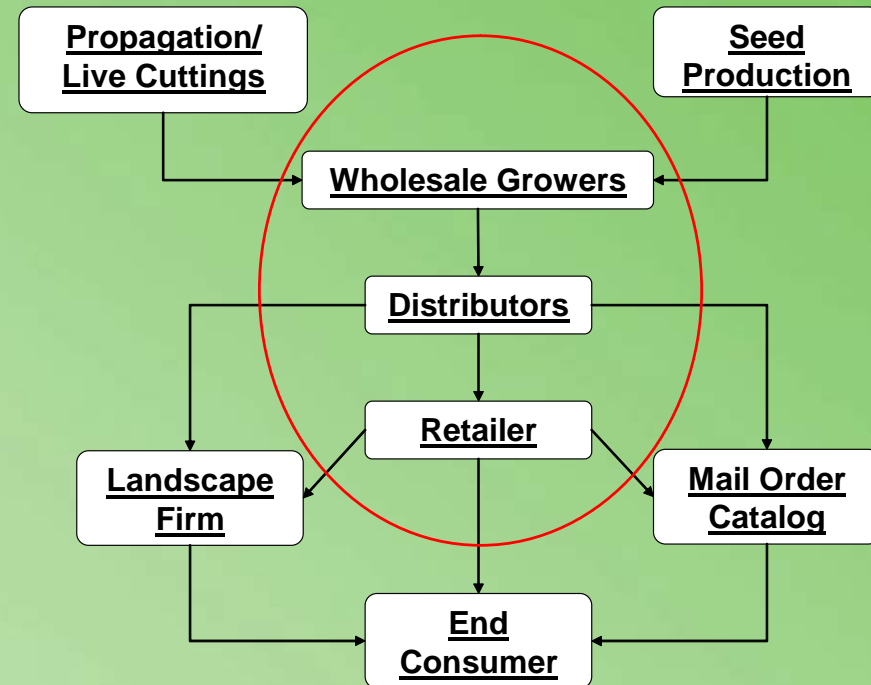 Propagation/
Live Cuttings
Seed
Production
Wholesale Growers
Distributors
Retailer
Landscape
Firm
Mail Order
Catalog
End
Consumer